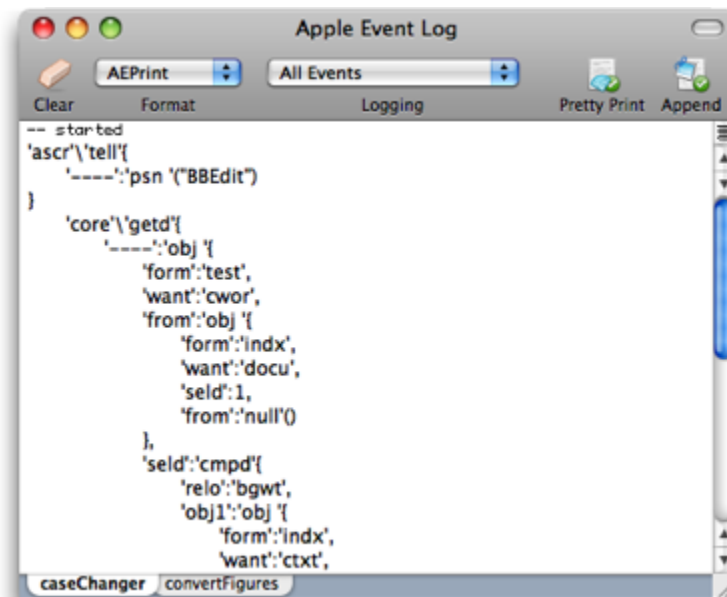 Apple Event Log
AEPrint
All Events
Clear
Format
Logging
Pretty Print
Append
-- started
'ascr'\'tell'{
'----':'psn '("BBEdit")
}
'core'\'getd'{
'----':'obj '{
'form':'test',
'want':'cwor',
'from':'obj '{
'form':'indx',
'want':'docu',
'seld':1,
'from':'null'()
},
'seld':'cmpd'{
'relo':'bgwt',
'obj1':'obj '{
'form':'indx',
'want':'ctxt',
caseChanger
convertFigures